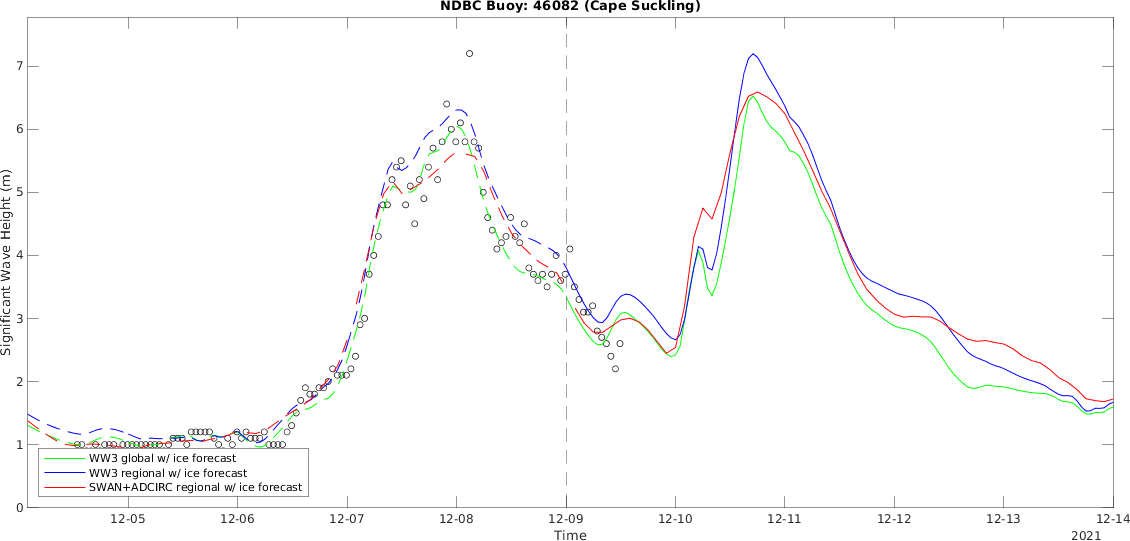 NDBC Buoy: 46082 (Cape Suckling)
Significant Wave Height (m)
7
6
5
4
3
2
1
0
WW3 global w/ ice forecast
WW3 regional w/ ice forecast
SWAN+ADCIRC regional w/ ice forecast
12-05 12-06 12-07 12-08 12-09 12-10 12-11 12-12 12-13 12-14
Time
2021